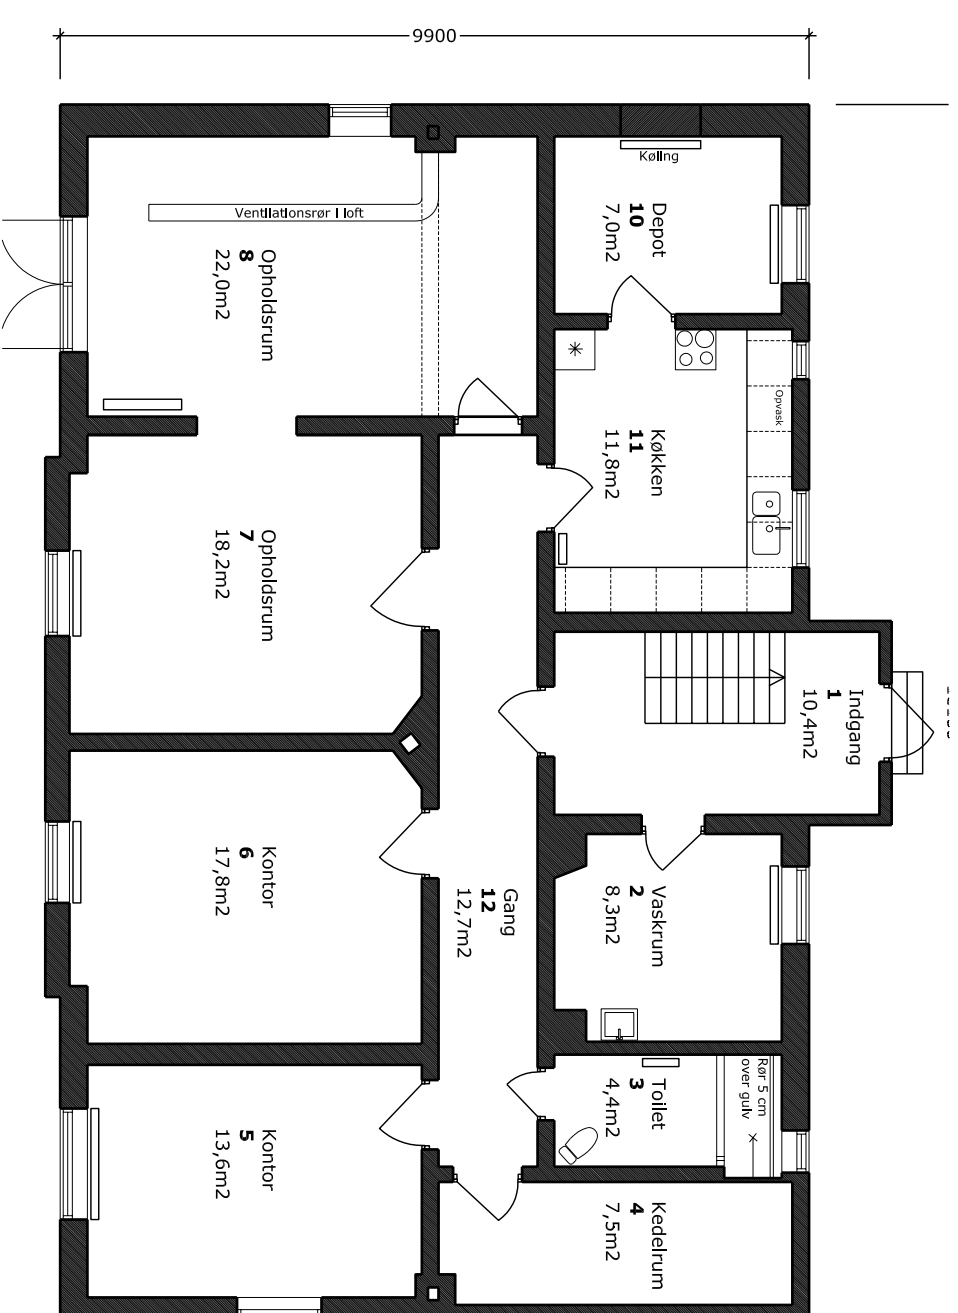 9900
Køling
Ventilationsrør i loft
Depot
10
7,0m2
Opholdsrum
8
22,0m2
Opvask
Køkken
11
11,8m2
Opholdsrum
7
18,2m2
Indgang
1
10,4m2
Kontor
6
17,8m2
Gang
12
12,7m2
Vaskrum
2
8,3m2
Rør 5 cm
over gulv
Toilet
3
4,4m2
Kontor
5
13,6m2
Kedelrum
4
7,5m2